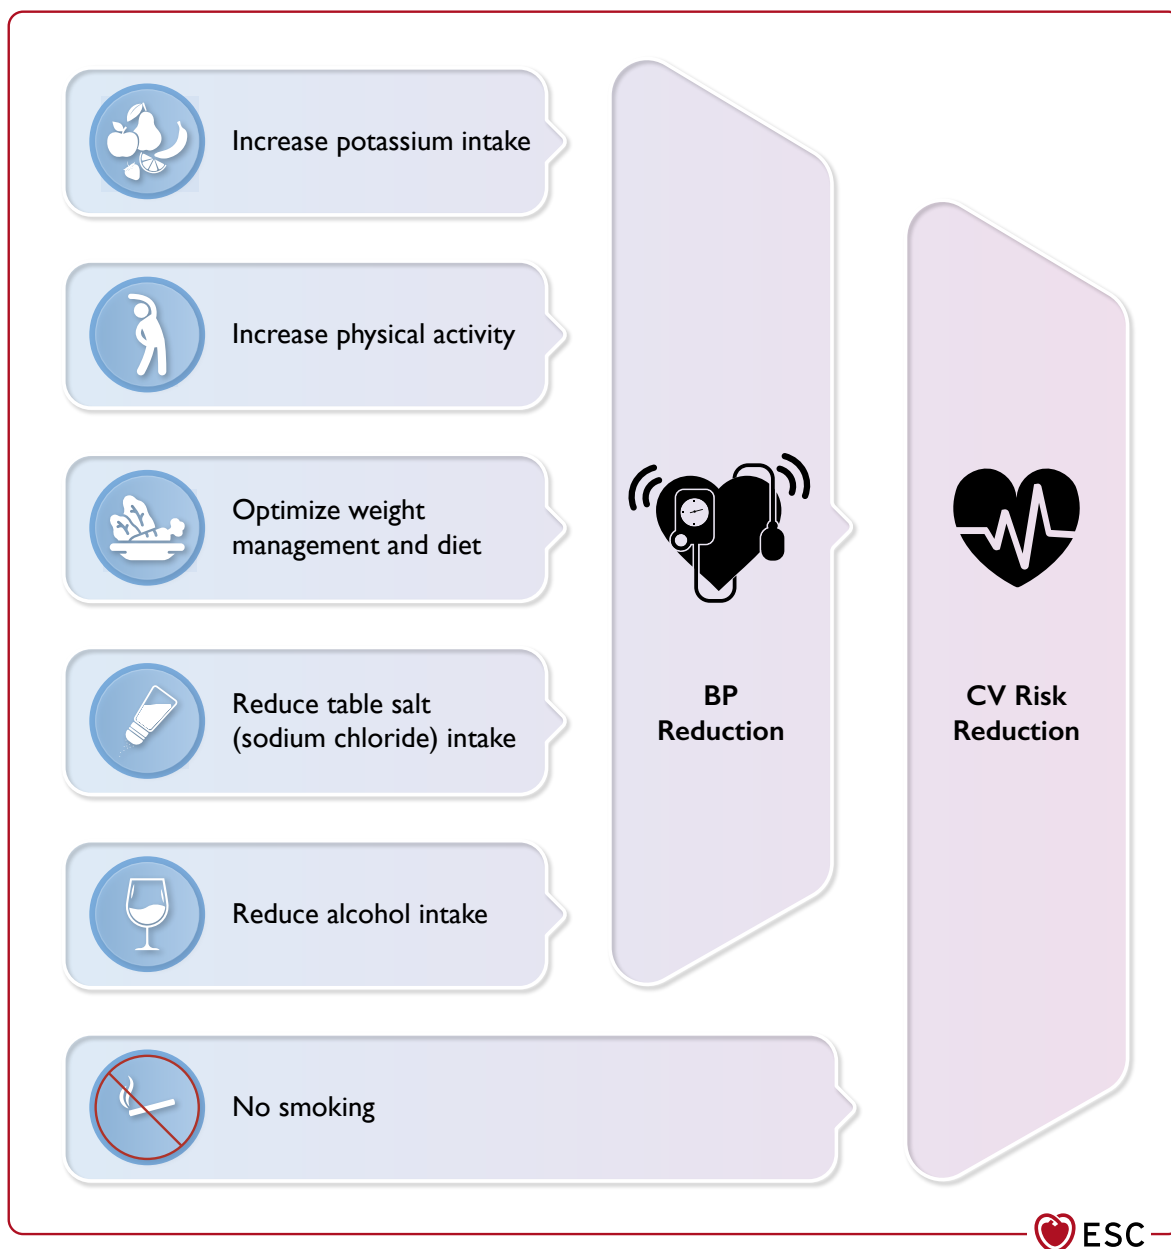 Increase potassium intake
Increase physical activity
Optimize weight
management and diet
Reduce table salt
(sodium chloride) intake
Reduce alcohol intake
No smoking
BP
Reduction
CV Risk
Reduction
ESC